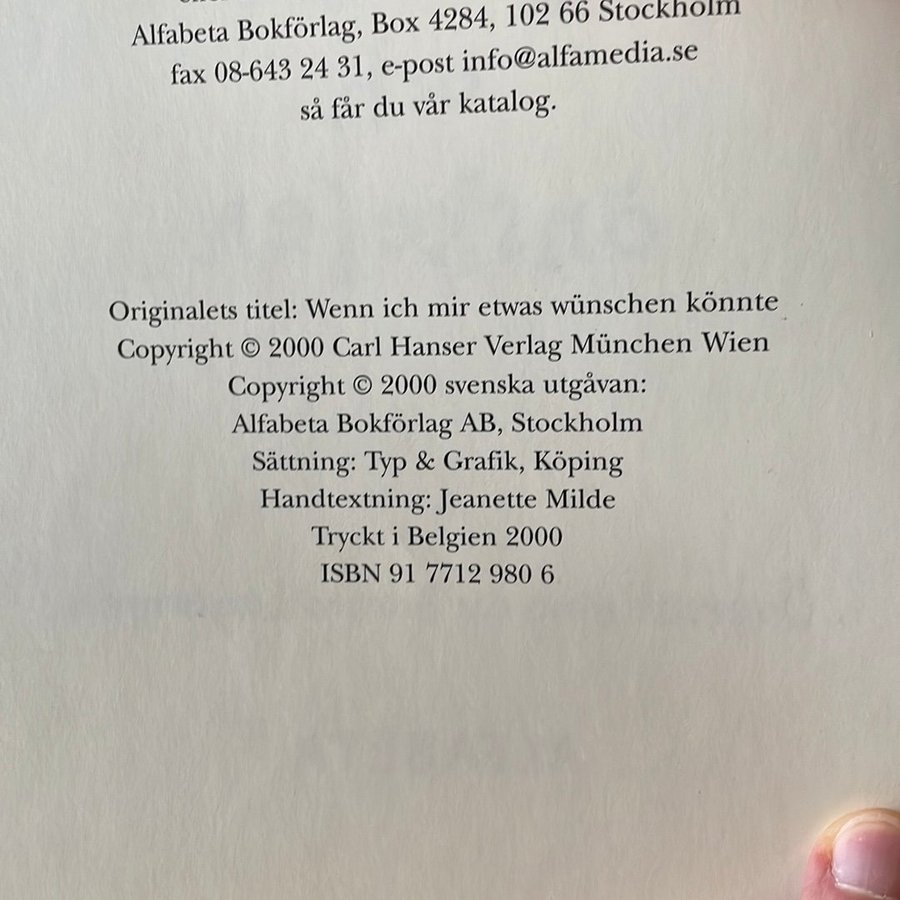 Alfabeta Bokförlag, Box 4284, 102 66 Stockholm
fax 08-643 24 31, e-post info@alfamedia.se
så får du vår katalog.
Originalets titel: Wenn ich mir etwas wünschen könnte
Copyright © 2000 Carl Hanser Verlag München Wien
Copyright © 2000 svenska utgåvan:
Alfabeta Bokförlag AB, Stockholm
Sättning: Typ & Grafik, Köping
Handtextning: Jeanette Milde
Tryckt i Belgien 2000
ISBN 91 7712 980 6